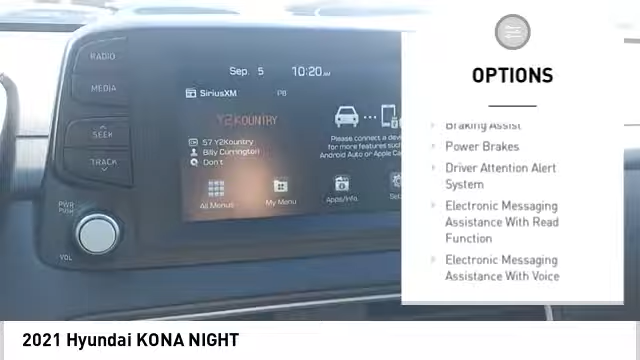 RADIO
MEDIA
SEEK
TRACK
PWR
PUSH
VOL
Sep. 5 10:20 AM
SiriusXM P8
Y2KOUNTRY
57 Y2Kountry
Billy Currington
Don't
Please connect a
for more features
Android Auto or Apple
All Menus
My Menu
Apps/Info.
OPTIONS
Braking Assist
Power Brakes
Driver Attention Alert
System
Electronic Messaging
Assistance With Read
Function
Electronic Messaging
Assistance With Voice
2021 Hyundai KONA NIGHT